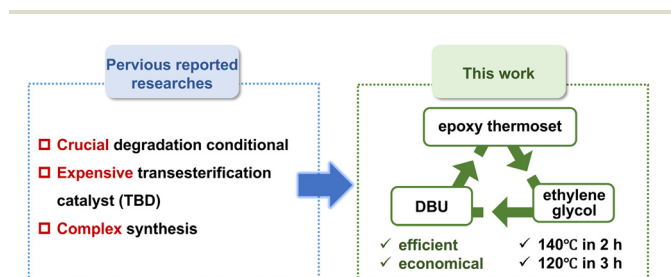 Pervious reported
researches
Crucial degradation conditional
Expensive transesterification
catalyst (TBD)
Complex synthesis
This work
epoxy thermoset
DBU
ethylene
glycol
✓ efficient
✓ economical
✓ 140℃ in 2 h
✓ 120℃ in 3 h